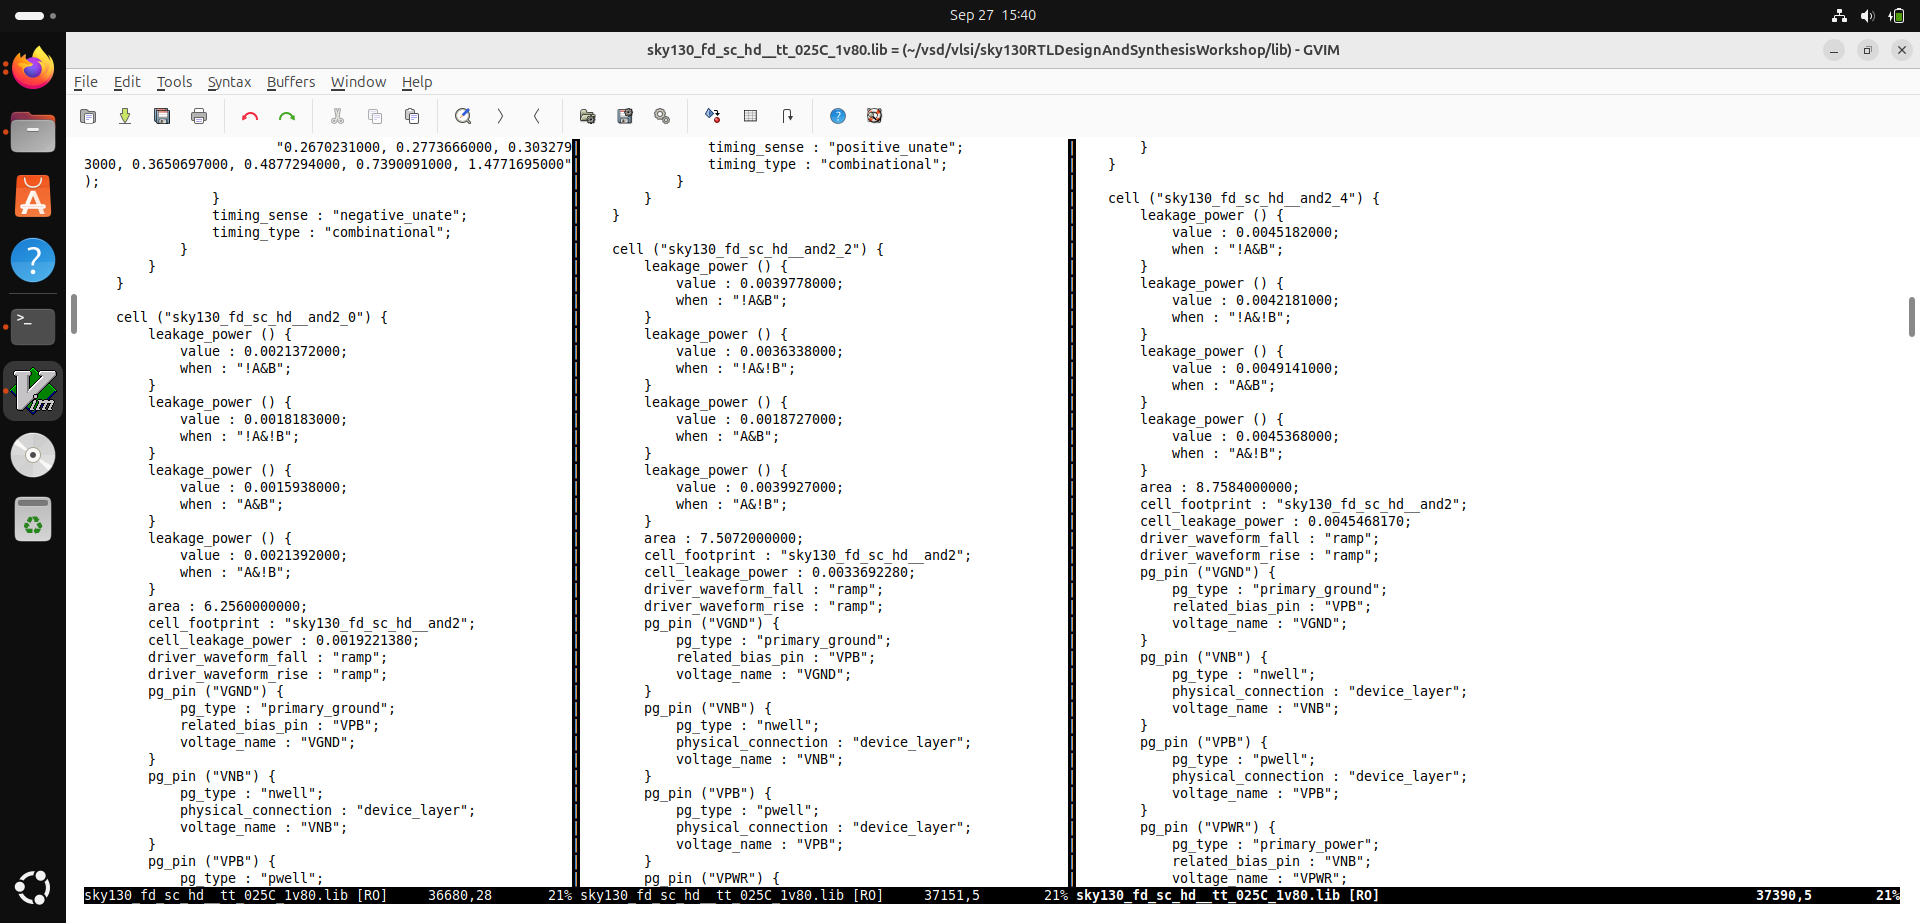 Sep 27 15:40
sky130_fd_sc_hd__tt_025C_1v80.lib = (~/vsd/vlsi/sky130RTLDesignAndSynthesisWorkshop/lib) - GVIM
File Edit Tools Syntax Buffers Window Help
"0.2670231000, 0.2773666000, 0.303279
3000, 0.3650697000, 0.4877294000, 0.7390091000, 1.4771695000"
);
}
timing_sense : "negative_unate";
timing_type : "combinational";
}
}
}
cell ("sky130_fd_sc_hd__and2_0") {
leakage_power () {
value : 0.0021372000;
when : "!A&B";
}
leakage_power () {
value : 0.0018183000;
when : "!A&!B";
}
leakage_power () {
value : 0.0015938000;
when : "A&B";
}
leakage_power () {
value : 0.0021392000;
when : "A&!B";
}
area : 6.2560000000;
cell_footprint : "sky130_fd_sc_hd__and2";
cell_leakage_power : 0.0019221380;
driver_waveform_fall : "ramp";
driver_waveform_rise : "ramp";
pg_pin ("VGND") {
pg_type : "primary_ground";
related_bias_pin : "VPB";
voltage_name : "VGND";
}
pg_pin ("VNB") {
pg_type : "nwell";
physical_connection : "device_layer";
voltage_name : "VNB";
}
pg_pin ("VPB") {
pg_type : "pwell";
sky130_fd_sc_hd__tt_025C_1v80.lib [RO] 36680,28 21%
timing_sense : "positive_unate";
timing_type : "combinational";
}
}
}
cell ("sky130_fd_sc_hd__and2_2") {
leakage_power () {
value : 0.0039778000;
when : "!A&B";
}
leakage_power () {
value : 0.0036338000;
when : "!A&!B";
}
leakage_power () {
value : 0.0018727000;
when : "A&B";
}
leakage_power () {
value : 0.0039927000;
when : "A&!B";
}
area : 7.5072000000;
cell_footprint : "sky130_fd_sc_hd__and2";
cell_leakage_power : 0.0033692280;
driver_waveform_fall : "ramp";
driver_waveform_rise : "ramp";
pg_pin ("VGND") {
pg_type : "primary_ground";
related_bias_pin : "VPB";
voltage_name : "VGND";
}
pg_pin ("VNB") {
pg_type : "nwell";
physical_connection : "device_layer";
voltage_name : "VNB";
}
pg_pin ("VPB") {
pg_type : "pwell";
physical_connection : "device_layer";
voltage_name : "VPB";
}
pg_pin ("VPWR") {
sky130_fd_sc_hd__tt_025C_1v80.lib [RO] 37151,5 21%
}
}
cell ("sky130_fd_sc_hd__and2_4") {
leakage_power () {
value : 0.0045182000;
when : "!A&B";
}
leakage_power () {
value : 0.0042181000;
when : "!A&!B";
}
leakage_power () {
value : 0.0049141000;
when : "A&B";
}
leakage_power () {
value : 0.0045368000;
when : "A&!B";
}
area : 8.7584000000;
cell_footprint : "sky130_fd_sc_hd__and2";
cell_leakage_power : 0.0045468170;
driver_waveform_fall : "ramp";
driver_waveform_rise : "ramp";
pg_pin ("VGND") {
pg_type : "primary_ground";
related_bias_pin : "VPB";
voltage_name : "VGND";
}
pg_pin ("VNB") {
pg_type : "nwell";
physical_connection : "device_layer";
voltage_name : "VNB";
}
pg_pin ("VPB") {
pg_type : "pwell";
physical_connection : "device_layer";
voltage_name : "VPB";
}
pg_pin ("VPWR") {
pg_type : "primary_power";
related_bias_pin : "VNB";
voltage_name : "VPWR";
sky130_fd_sc_hd__tt_025C_1v80.lib [RO] 37390,5 21%